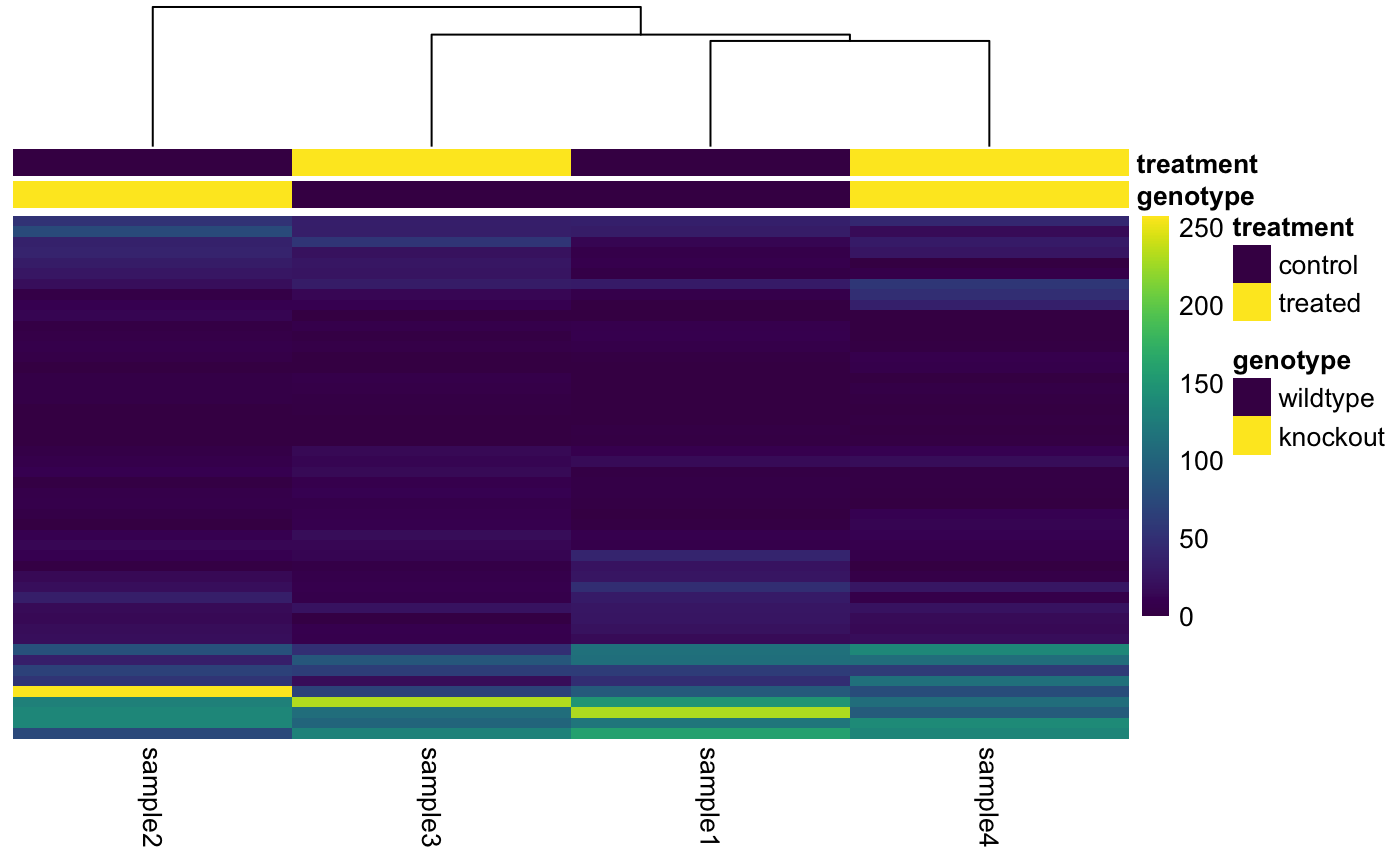 treatment
genotype
250
200
150
100
50
0
treatment
control
treated
genotype
wildtype
knockout
sample2
sample3
sample1
sample4